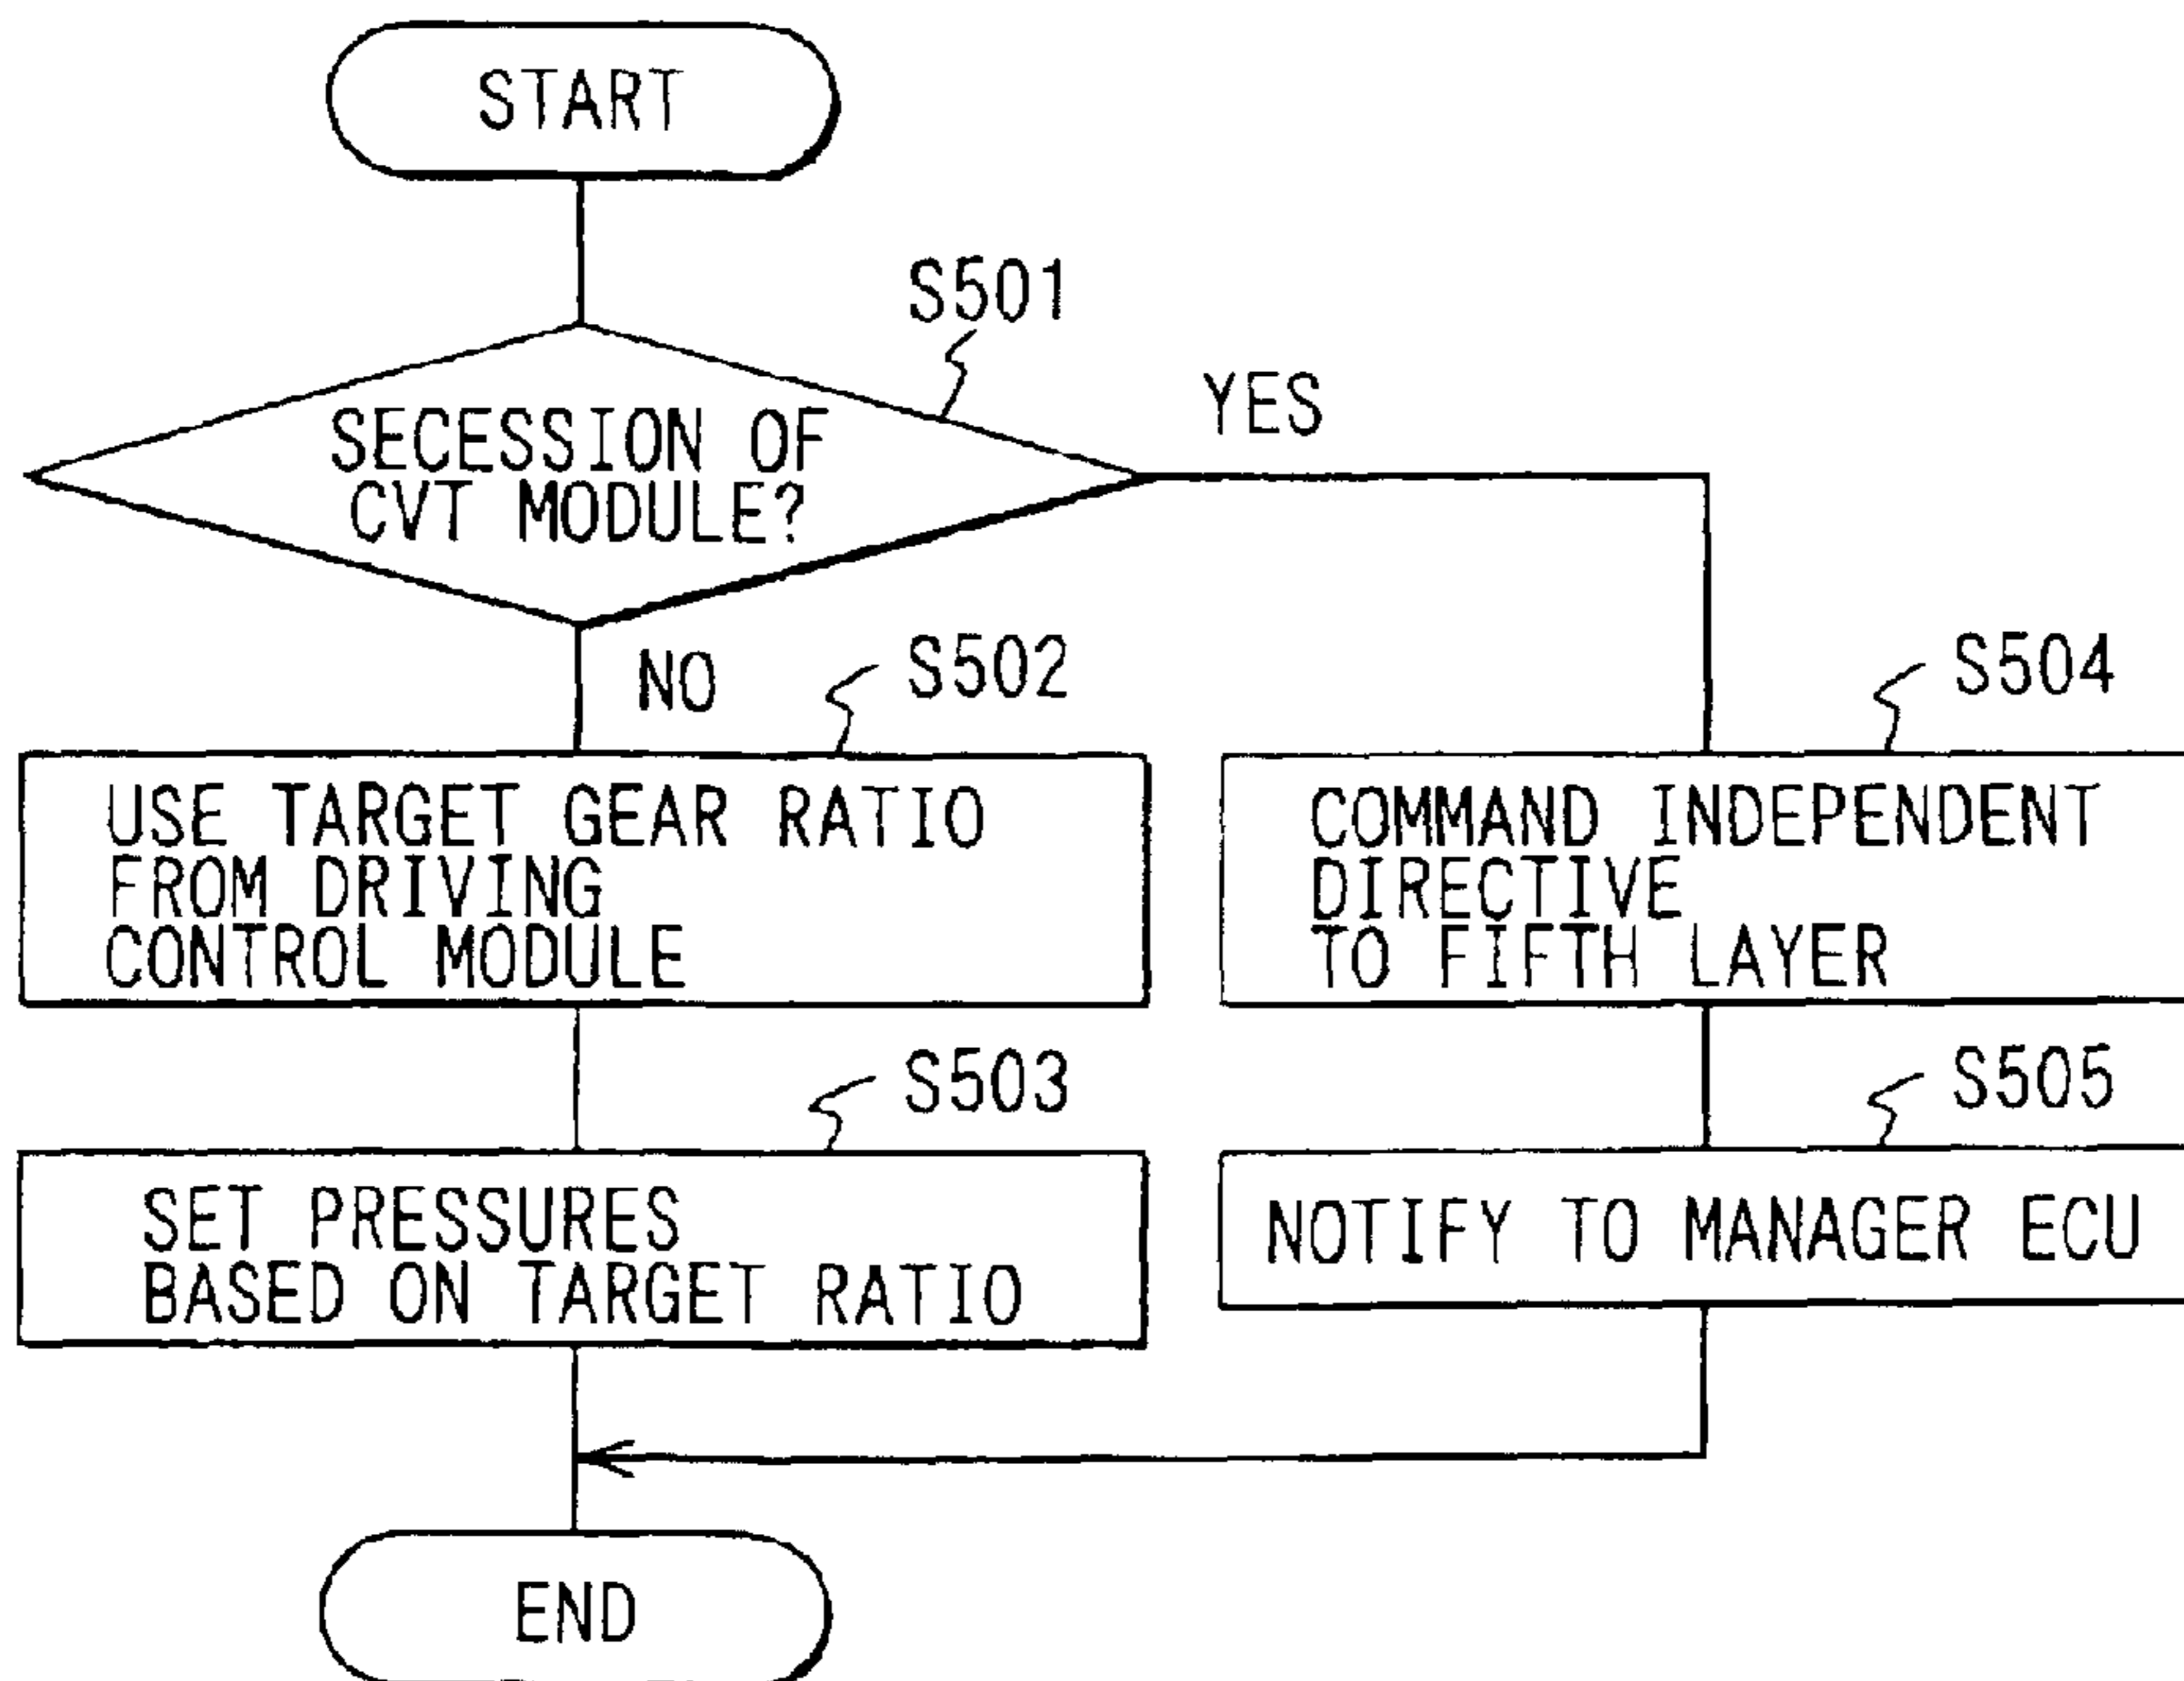 START
S501
YES
SECESSION OF
CVT MODULE?
NO
S502
S504
USE TARGET GEAR RATIO
FROM DRIVING
CONTROL MODULE
COMMAND INDEPENDENT
DIRECTIVE
TO FIFTH LAYER
S503
S505
SET PRESSURES
BASED ON TARGET RATIO
NOTIFY TO MANAGER ECU
END